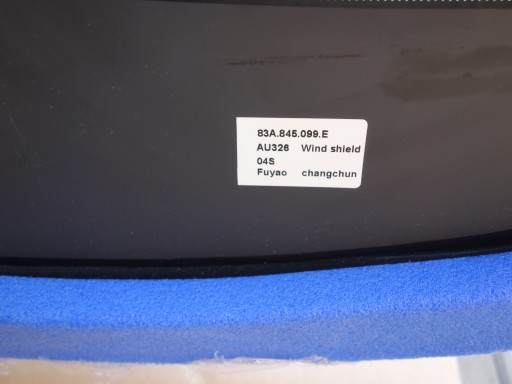 83A.845.099.E
AU326 Wind shield
04S
Fuyao changchun